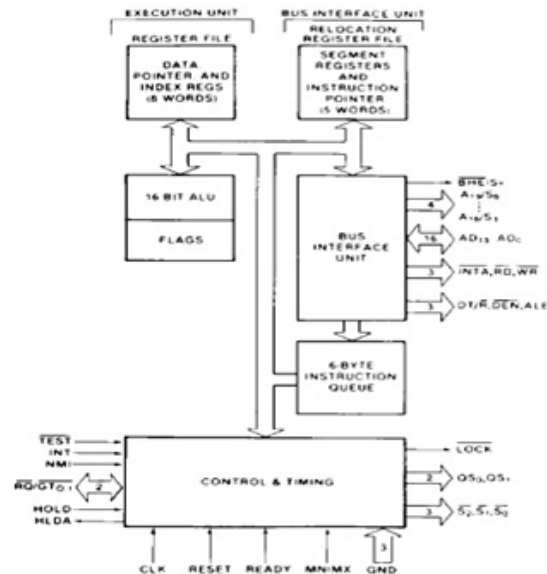 EXECUTION UNIT
BUS INTERFACE UNIT
REGISTER FILE
RELOCATION
REGISTER FILE
DATA
POINTER, AND
INDEX REGS
(8 WORDS)
SEGMENT
REGISTERS
AND
INSTRUCTION
POINTER
(5 WORDS)
16 BIT ALU
FLAGS
BUS
INTERFACE
UNIT
BHE/S7
4
A19/S6
A16/S3
16
AD15 AD0
3
INTA, RD, WR
3
DT/R, DEN, ALE
6-BYTE
INSTRUCTION
QUEUE
TEST
INT
NMI
RQ/GT0,1
2
HOLD
HLDA
CONTROL & TIMING
LOCK
2
QS0, QS1
3
S2, S1, S0
3
CLK
RESET
READY
MN/MX
GND